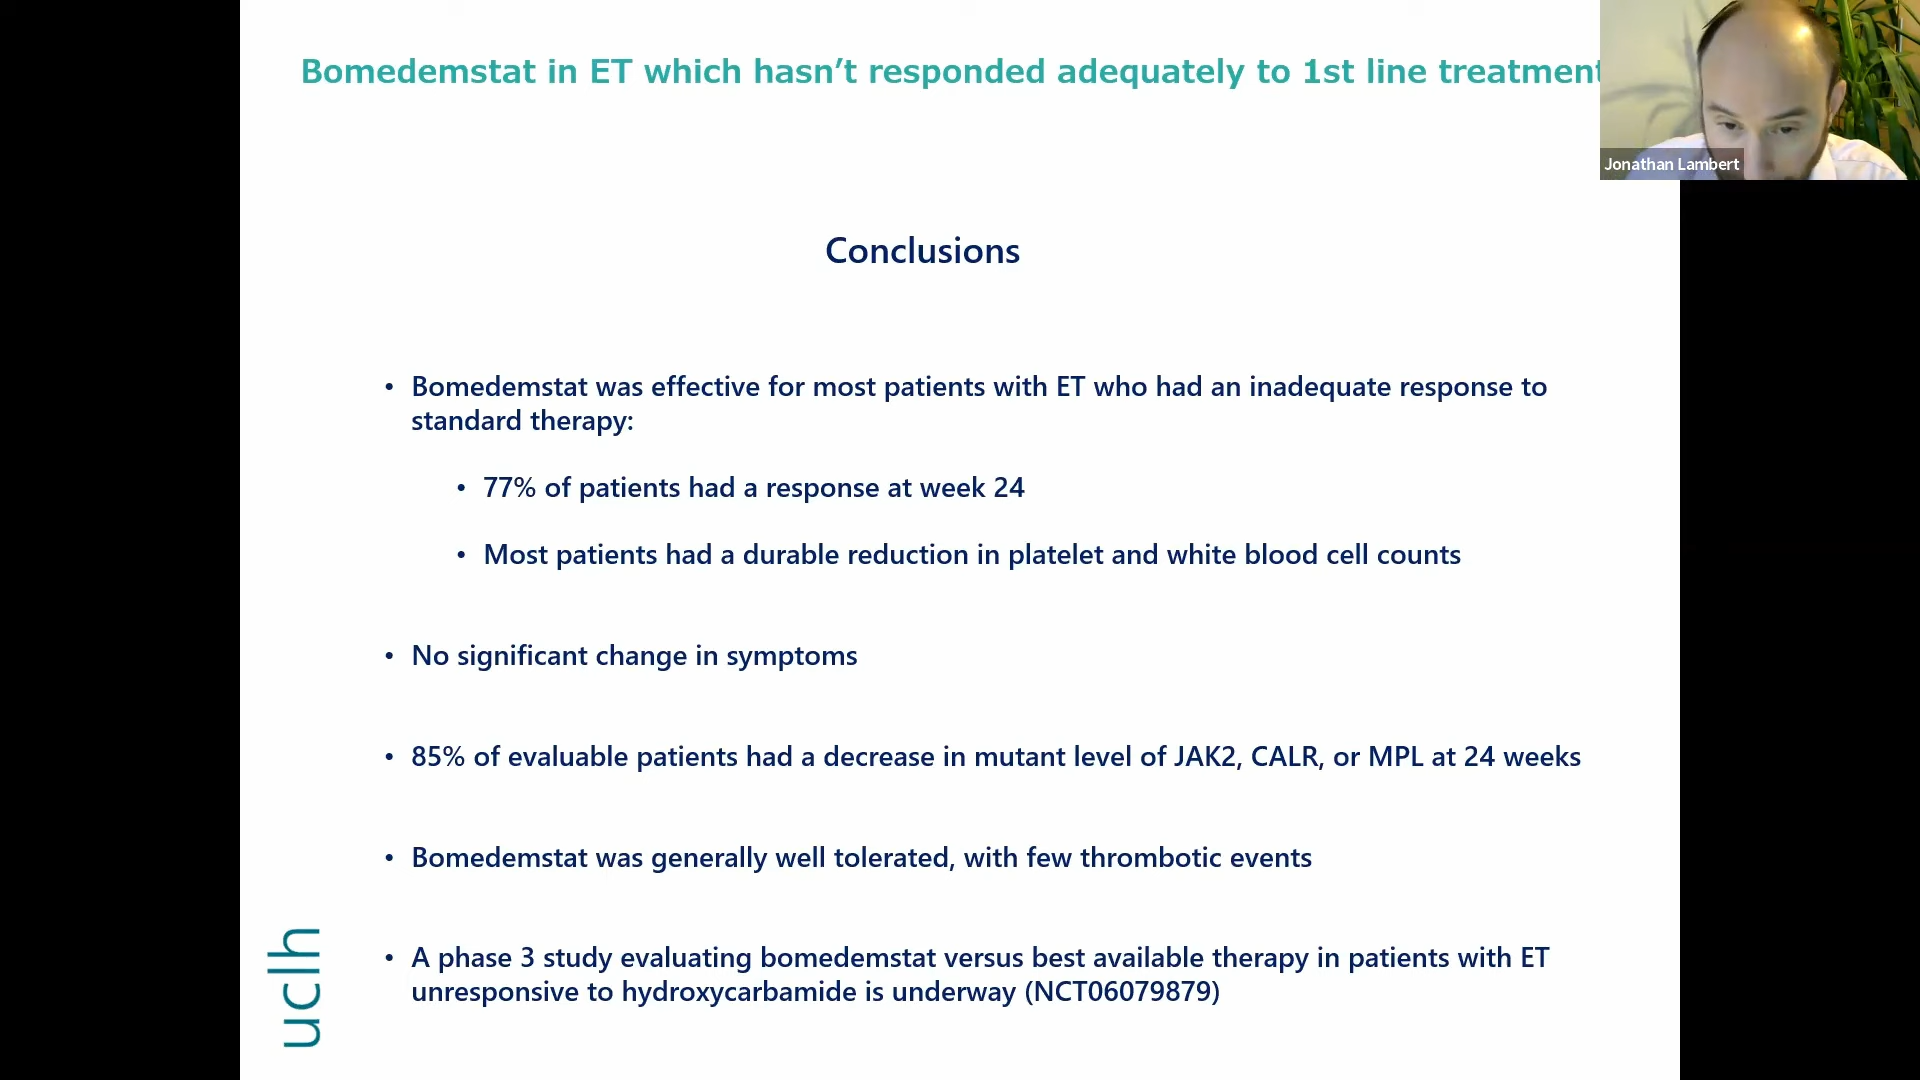 Bomedemstat in ET which hasn't responded adequately to 1st line treatment
Jonathan Lambert
Conclusions
• Bomedemstat was effective for most patients with ET who had an inadequate response to
standard therapy:
• 77% of patients had a response at week 24
• Most patients had a durable reduction in platelet and white blood cell counts
• No significant change in symptoms
• 85% of evaluable patients had a decrease in mutant level of JAK2, CALR, or MPL at 24 weeks
• Bomedemstat was generally well tolerated, with few thrombotic events
• A phase 3 study evaluating bomedemstat versus best available therapy in patients with ET
unresponsive to hydroxycarbamide is underway (NCT06079879)
uclh